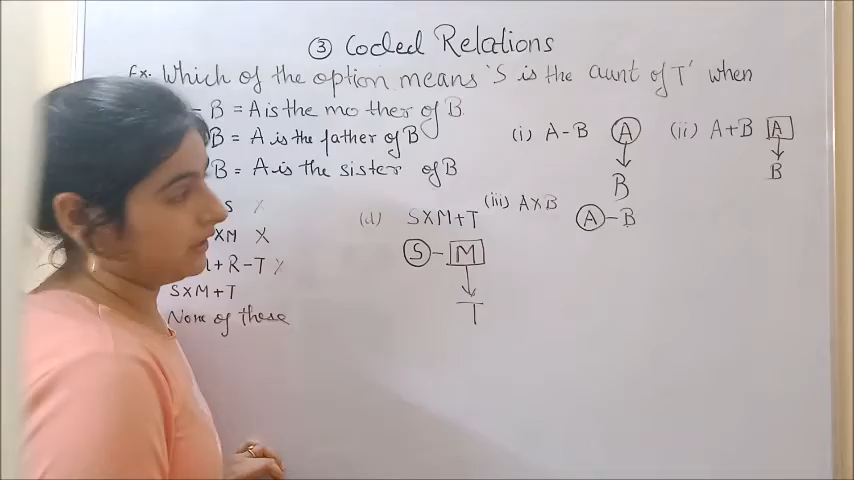 ③ Coded Relations
Ex. Which of the option means 'S is the aunt of T' when
- B = A is the mother of B.
B = A is the father of B
B = A is the sister of B
(i) A-B A B
(ii) A+B A B
(iii) A×B A-B
S ×
×M ×
+R-T ×
S×M+T
None of these
(d) S×M+T
S-M
T